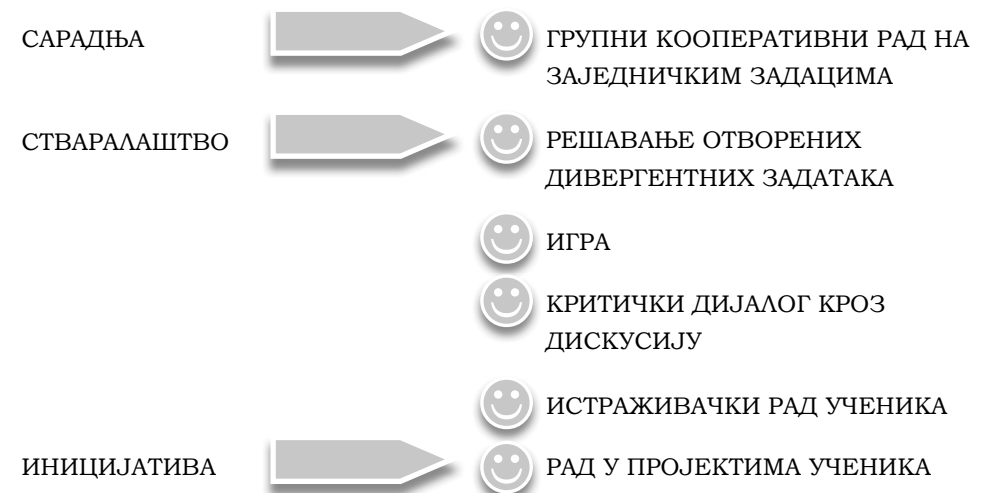 САРАДЊА
ГРУПНИ КООПЕРАТИВНИ РАД НА
ЗАЈЕДНИЧКИМ ЗАДАЦИМА
СТВАРАЛАШТВО
РЕШАВАЊЕ ОТВОРЕНИХ
ДИВЕРГЕНТНИХ ЗАДАТАКА
ИГРА
КРИТИЧКИ ДИЈАЛОГ КРОЗ
ДИСКУСИЈУ
ИСТРАЖИВАЧКИ РАД УЧЕНИКА
ИНИЦИЈАТИВА
РАД У ПРОЈЕКТИМА УЧЕНИКА